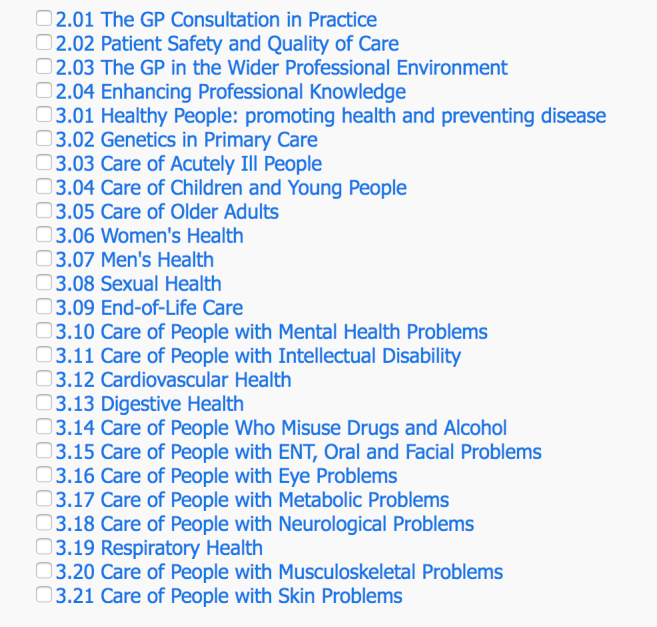 2.01 The GP Consultation in Practice
2.02 Patient Safety and Quality of Care
2.03 The GP in the Wider Professional Environment
2.04 Enhancing Professional Knowledge
3.01 Healthy People: promoting health and preventing disease
3.02 Genetics in Primary Care
3.03 Care of Acutely Ill People
3.04 Care of Children and Young People
3.05 Care of Older Adults
3.06 Women's Health
3.07 Men's Health
3.08 Sexual Health
3.09 End-of-Life Care
3.10 Care of People with Mental Health Problems
3.11 Care of People with Intellectual Disability
3.12 Cardiovascular Health
3.13 Digestive Health
3.14 Care of People Who Misuse Drugs and Alcohol
3.15 Care of People with ENT, Oral and Facial Problems
3.16 Care of People with Eye Problems
3.17 Care of People with Metabolic Problems
3.18 Care of People with Neurological Problems
3.19 Respiratory Health
3.20 Care of People with Musculoskeletal Problems
3.21 Care of People with Skin Problems